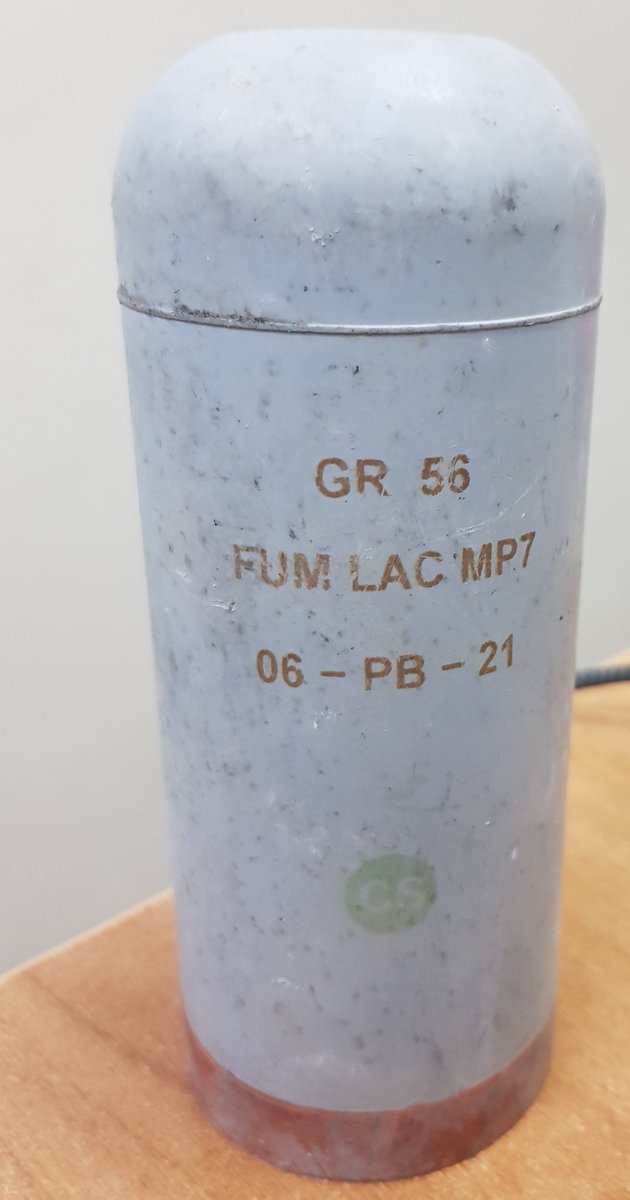 GR 56
FUM LAC MP7
06 - PB - 21
CS